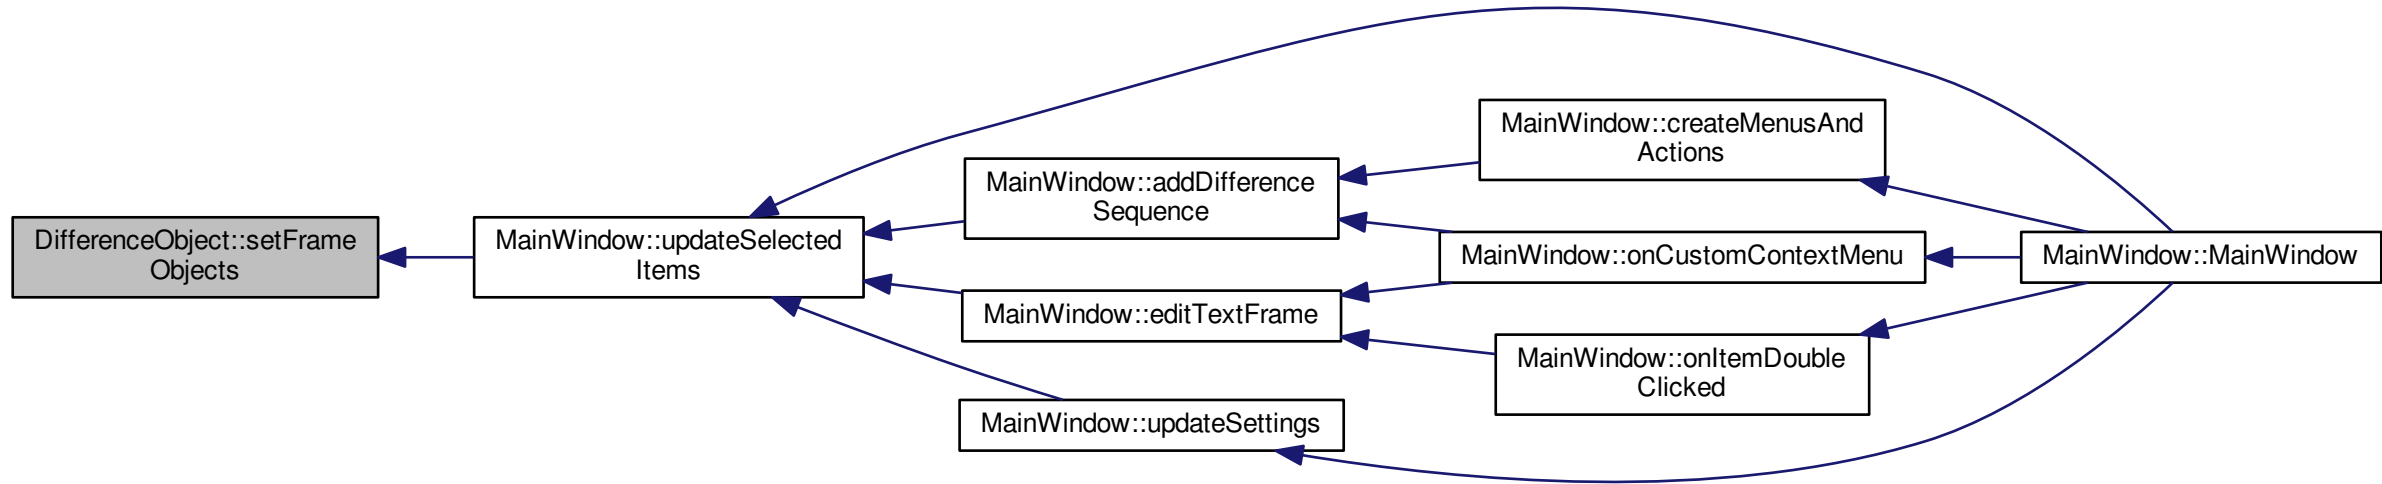 DifferenceObject::setFrame
Objects
MainWindow::updateSelected
Items
MainWindow::addDifference
Sequence
MainWindow::editTextFrame
MainWindow::updateSettings
MainWindow::createMenusAnd
Actions
MainWindow::onCustomContextMenu
MainWindow::onItemDouble
Clicked
MainWindow::MainWindow